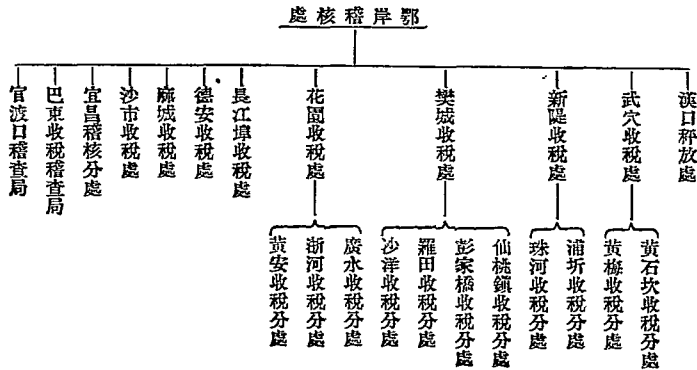 鄂岸稽核處
漢口秤放處
武穴收稅處
新隄收稅處
樊城收稅處
花園收稅處
長江埠收稅處
德安收稅處
麻城收稅處
沙市收稅處
宜昌稽核分處
巴東收稅稽查局
官渡口稽查局
黃石坎收稅分處
黃梅收稅分處
浦圻收稅分處
珠河收稅分處
仙桃鎭收稅分處
彭家橋收稅分處
羅田收稅分處
沙洋收稅分處
廣水收稅分處
浙河收稅分處
黃安收稅分處